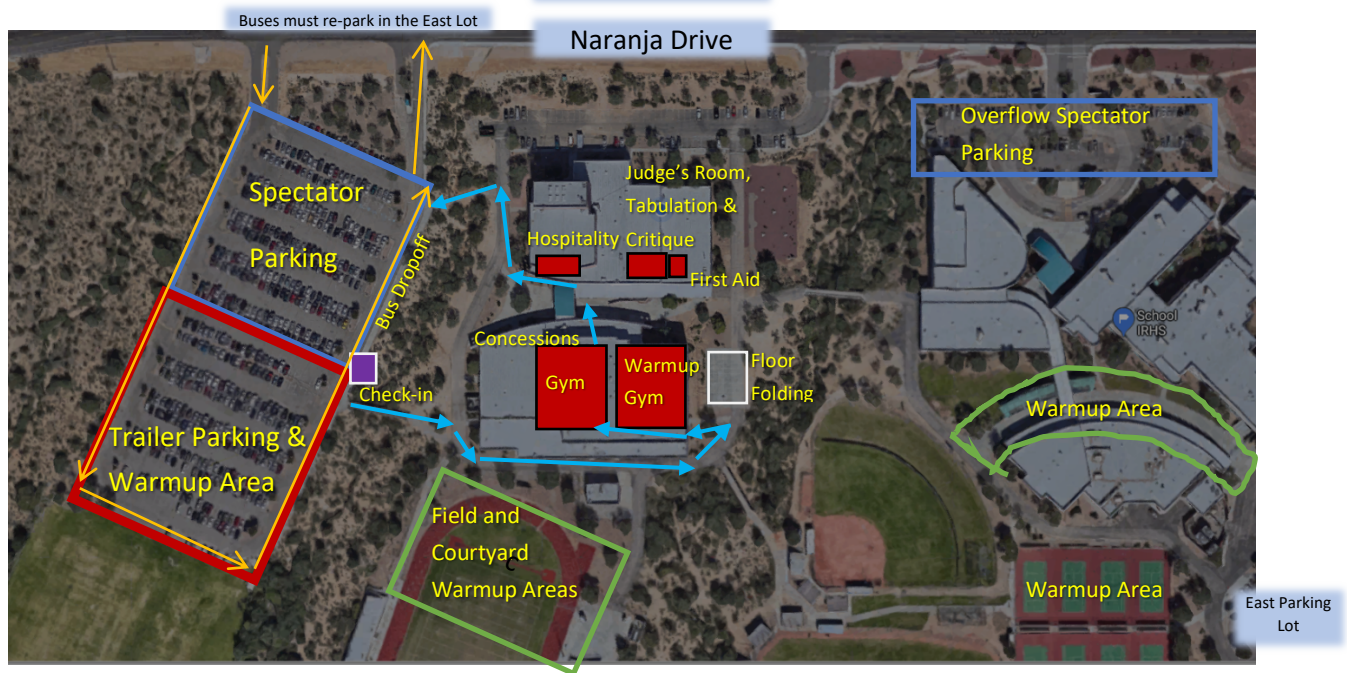 Buses must re-park in the East Lot
Naranja Drive
Overflow Spectator
Parking
Spectator
Parking
Bus Dropoff
Judge's Room,
Tabulation &
Critique
Hospitality
First Aid
School
IRHS
Concessions
Gym
Warmup
Gym
Floor
Folding
Check-in
Trailer Parking &
Warmup Area
Warmup Area
Field and
Courtyard
C
Warmup Areas
Warmup Area
East Parking
Lot